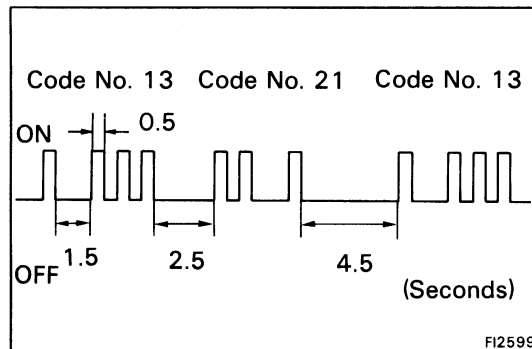 Code No. 13 Code No. 21 Code No. 13
ON
0.5
1.5 2.5 4.5
OFF
(Seconds)
FI2599